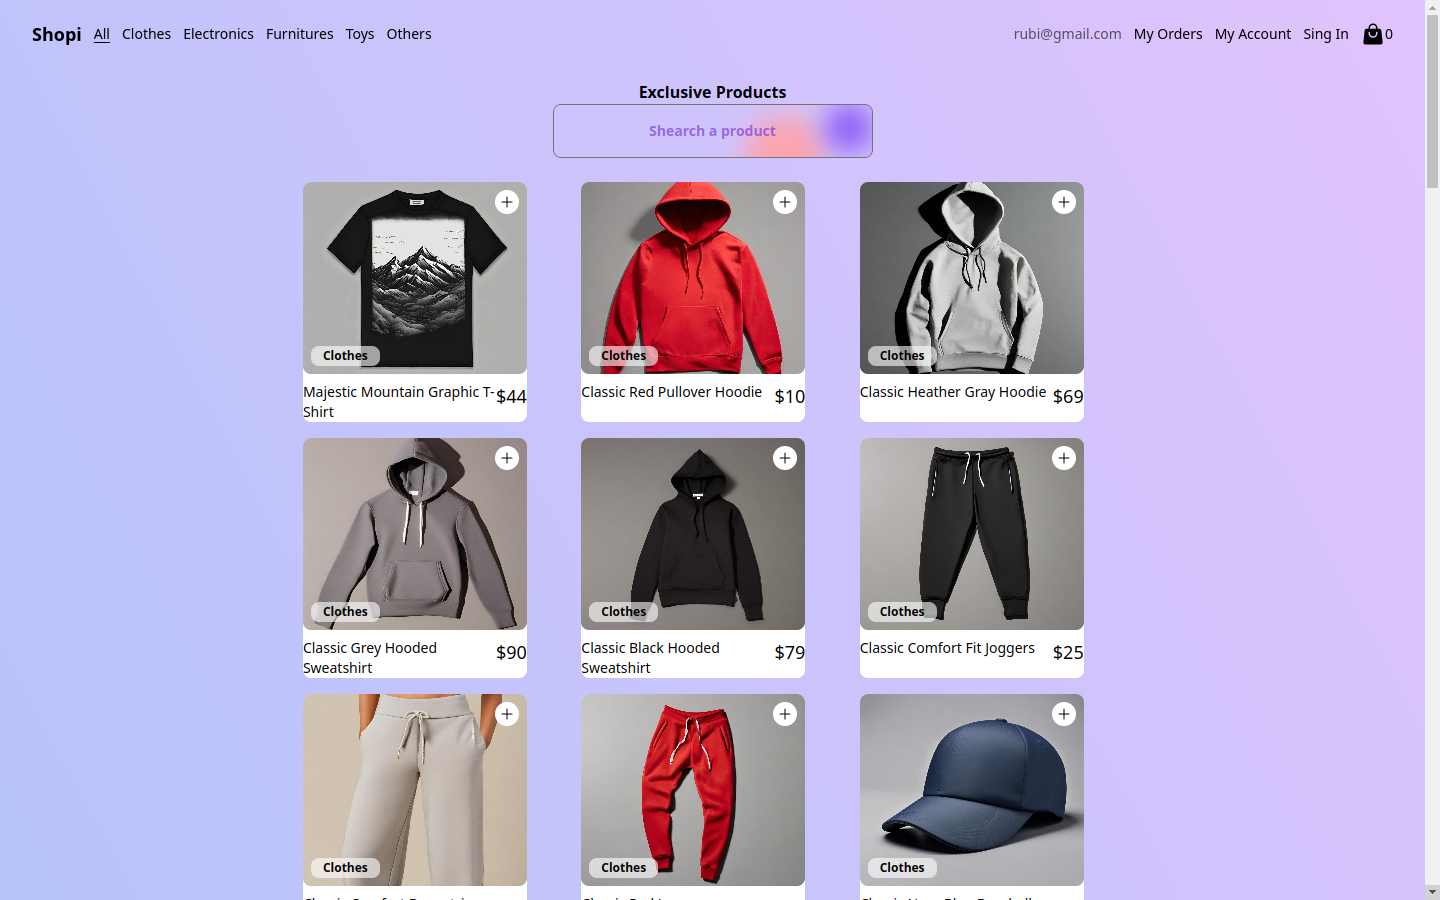 Shopi All Clothes Electronics Furnitures Toys Others rubi@gmail.com My Orders My Account Sing In 0
Exclusive Products
Shearch a product
Clothes
Majestic Mountain Graphic T-
Shirt
$44
Clothes
Classic Red Pullover Hoodie
$10
Clothes
Classic Heather Gray Hoodie
$69
Clothes
Classic Grey Hooded
Sweatshirt
$90
Clothes
Classic Black Hooded
Sweatshirt
$79
Clothes
Classic Comfort Fit Joggers
$25
Clothes
Clothes
Clothes